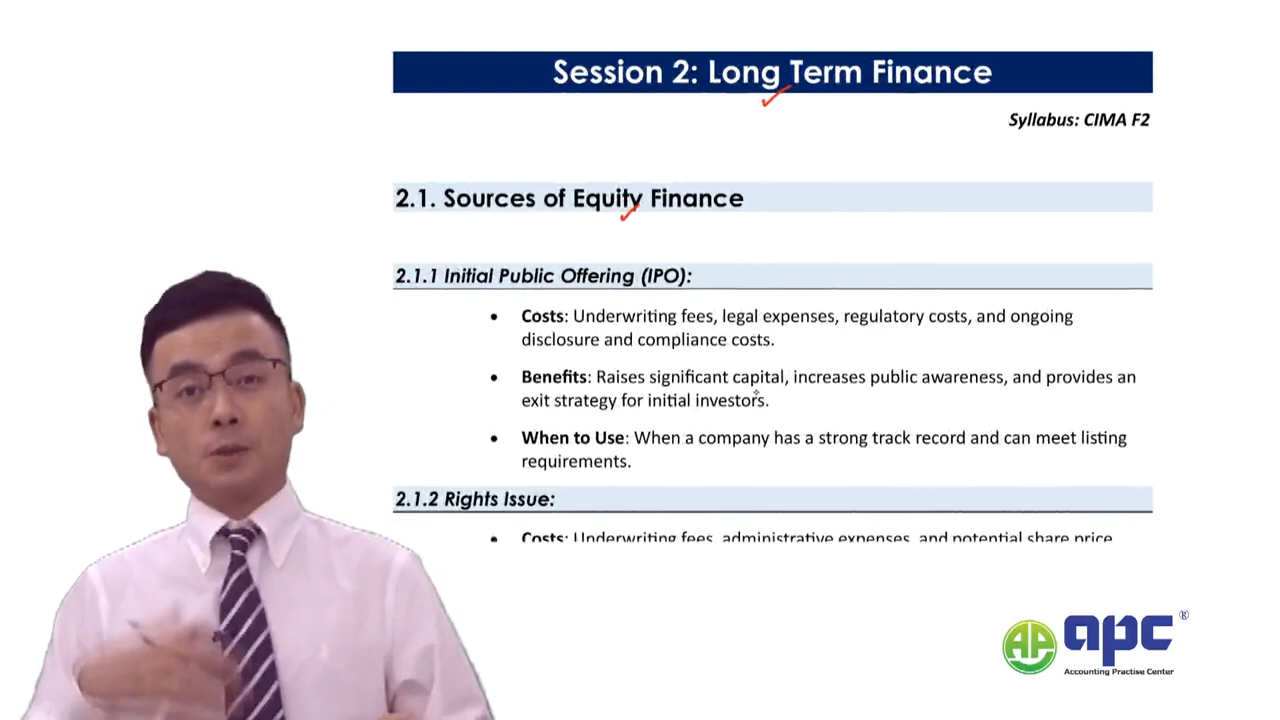 Session 2: Long Term Finance
Syllabus: CIMA F2
2.1. Sources of Equity Finance
2.1.1 Initial Public Offering (IPO):
• Costs: Underwriting fees, legal expenses, regulatory costs, and ongoing
disclosure and compliance costs.
• Benefits: Raises significant capital, increases public awareness, and provides an
exit strategy for initial investors.
• When to Use: When a company has a strong track record and can meet listing
requirements.
2.1.2 Rights Issue:
• Costs: Underwriting fees, administrative expenses, and potential share price
AP apc ®
Accounting Practise Center